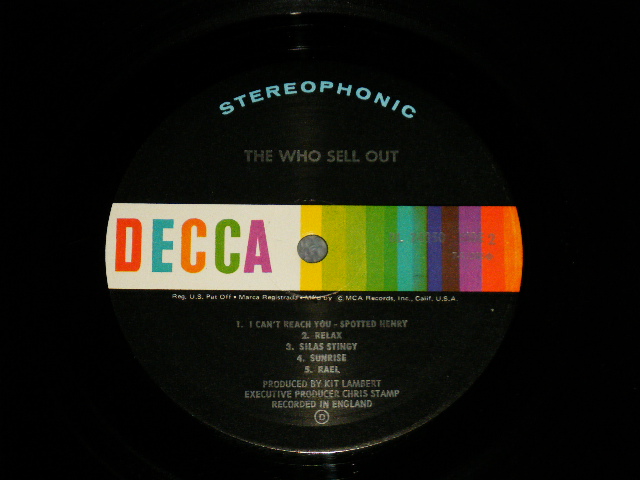 STEREOPHONIC
THE WHO SELL OUT
DECCA
Reg. U.S. Pat Off • Marca Registrada • Mf'd by © MCA Records, Inc., Calif. U.S.A.
1. I CAN'T REACH YOU - SPOTTED HENRY
2. RELAX
3. SILAS STINGY
4. SUNRISE
5. RAEL
PRODUCED BY KIT LAMBERT
EXECUTIVE PRODUCER CHRIS STAMP
RECORDED IN ENGLAND
D